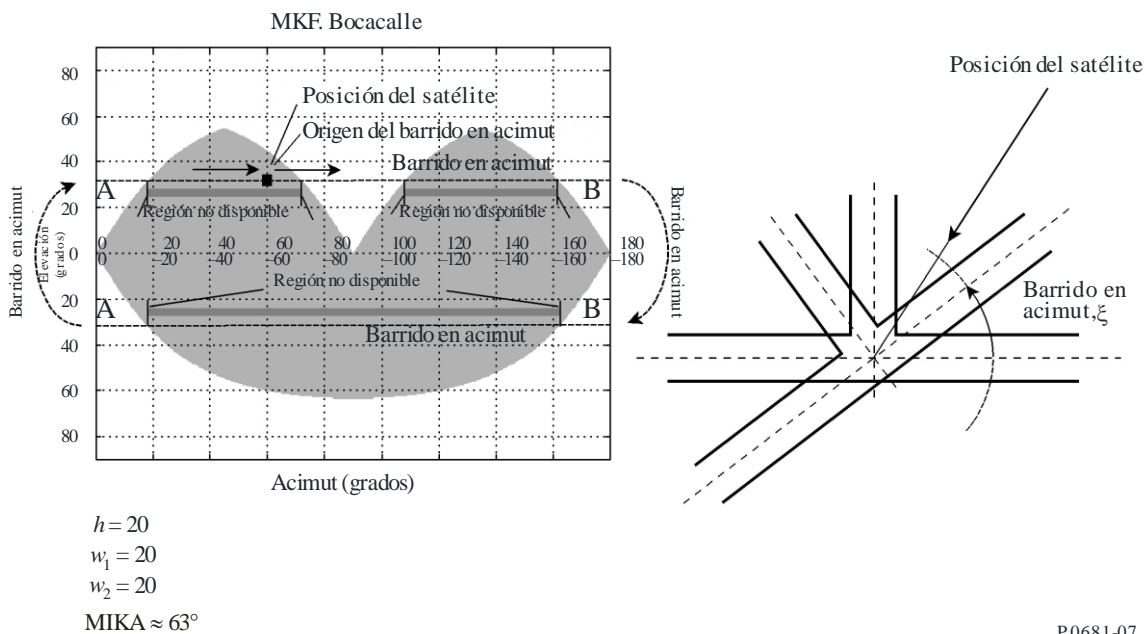 MKF. Bocacalle
80
60
40
20
0
20
40
60
80
Elevación
(grados)
Barrido en acimut
Posición del satélite
Origen del barrido en acimut
Barrido en acimut
A
B
Región no disponible
Región no disponible
0 20 40 60 80 100 120 140 160 180
0 –20 –40 –60 –80 –100 –120 –140 –160 –180
Región no disponible
A
B
Barrido en acimut
Barrido en acimut
Acimut (grados)
Posición del satélite
Barrido en
acimut, ξ
h = 20
w1 = 20
w2 = 20
MIKA ≈ 63°
P.0681-07